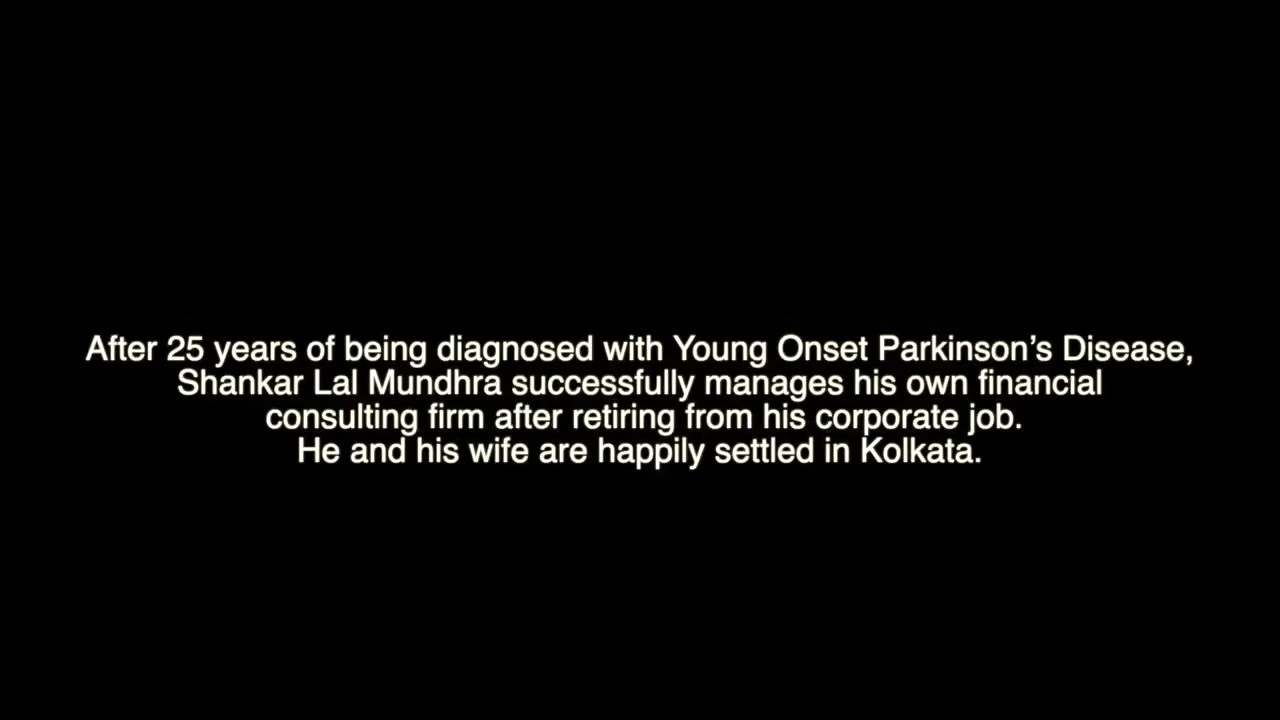 After 25 years of being diagnosed with Young Onset Parkinson’s Disease,
Shankar Lal Mundhra successfully manages his own financial
consulting firm after retiring from his corporate job.
He and his wife are happily settled in Kolkata.